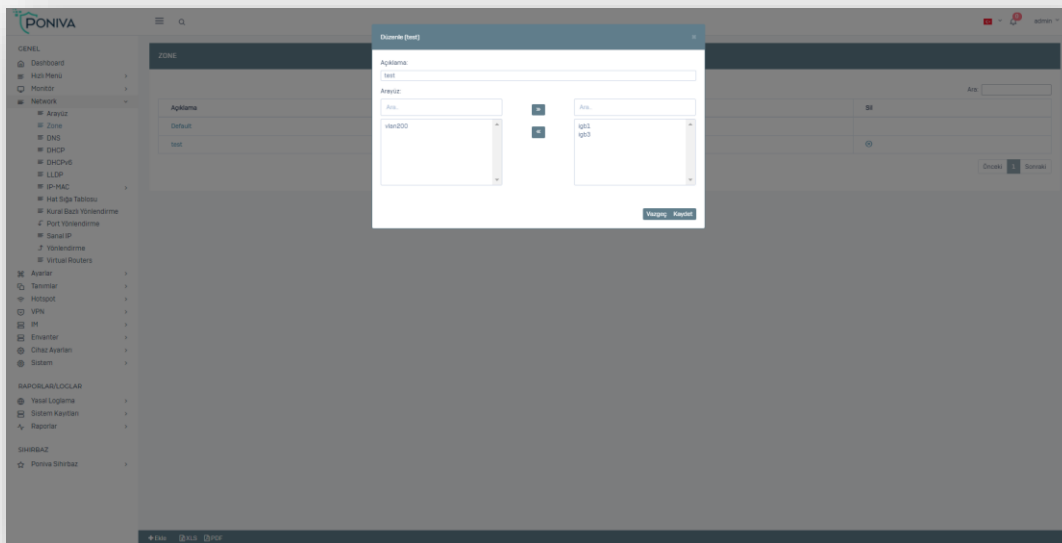 PONIVA
admin
GENEL
Dashboard
Hızlı Menü
Monitör
Network
Arayüz
Zone
DNS
DHCP
DHCPv6
LLDP
IP-MAC
Hat Sığa Tablosu
Kural Bazlı Yönlendirme
Port Yönlendirme
Sanal IP
Yönlendirme
Virtual Routers
Ayarlar
Tanımlar
Hotspot
VPN
Envanter
Cihaz Ayarları
Sistem
RAPORLAR/LOGLAR
Yasal Loglama
Sistem Kayıtları
Raporlar
SİHİRBAZ
Poniva Sihirbaz
ZONE
Ara:
Açıklama
Sil
Default
test
Önceki 1 Sonraki
Düzenle (test) ×
Açıklama:
test
Arayüz:
Ara..
» 
Ara..
vlan200
«
igb1
igb3
Vazgeç Kaydet
Ekle XLS PDF